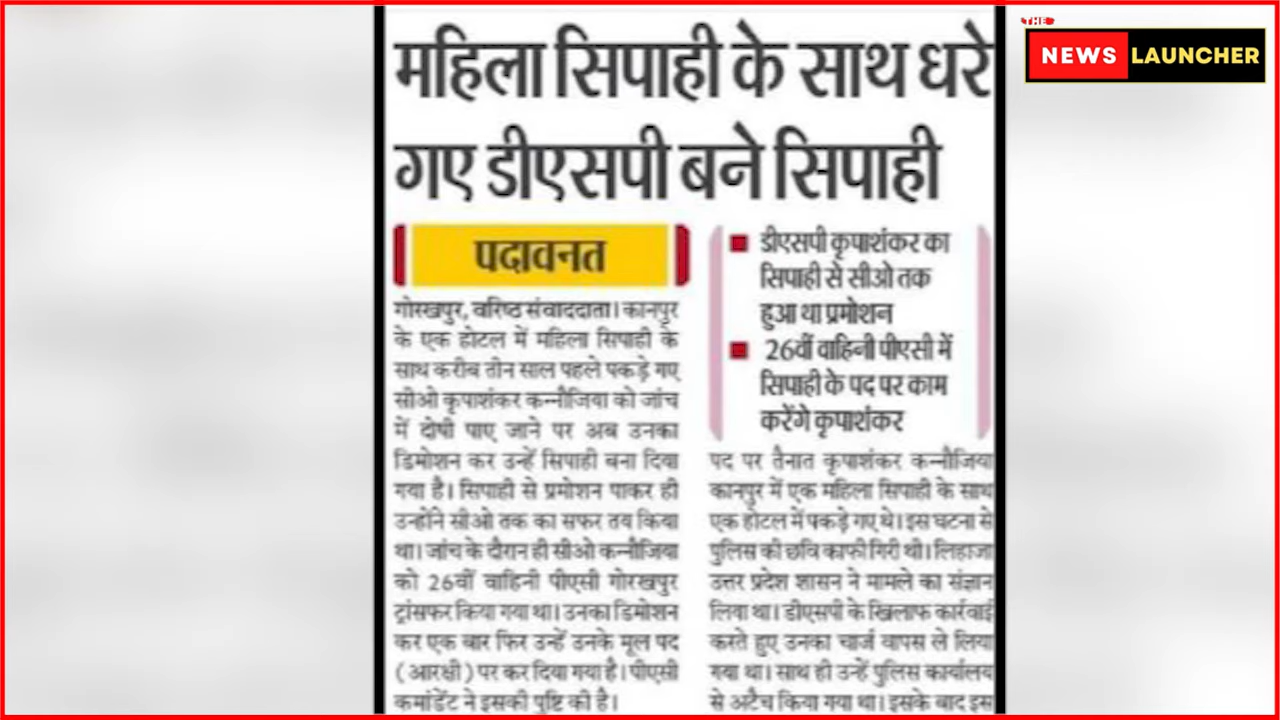 THE
NEWS LAUNCHER
महिला सिपाही के साथ धरे
गए डीएसपी बने सिपाही
पदावनत
गोरखपुर, वरिष्ठ संवाददाता। कानपुर
के एक होटल में महिला सिपाही के
साथ करीब तीन साल पहले पकड़े गए
सीओ कृपाशंकर कन्नौजिया को जांच
में दोषी पाए जाने पर अब उनका
डिमोशन कर उन्हें सिपाही बना दिया
गया है। सिपाही से प्रमोशन पाकर ही
उन्होंने सीओ तक का सफर तय किया
था। जांच के दौरान ही सीओ कन्नौजिया
को 26वीं वाहिनी पीएसी गोरखपुर
ट्रांसफर किया गया था। उनका डिमोशन
कर एक बार फिर उन्हें उनके मूल पद
(आरक्षी) पर कर दिया गया है। पीएसी
कमांडेंट ने इसकी पुष्टि की है।
■ डीएसपी कृपाशंकर का
सिपाही से सीओ तक
हुआ था प्रमोशन
■ 26वीं वाहिनी पीएसी में
सिपाही के पद पर काम
करेंगे कृपाशंकर
पद पर तैनात कृपाशंकर कन्नौजिया
कानपुर में एक महिला सिपाही के साथ
एक होटल में पकड़े गए थे। इस घटना से
पुलिस की छवि काफी गिरी थी। लिहाजा
उत्तर प्रदेश शासन ने मामले का संज्ञान
लिया था। डीएसपी के खिलाफ कार्रवाई
करते हुए उनका चार्ज वापस ले लिया
गया था। साथ ही उन्हें पुलिस कार्यालय
से अटैच किया गया था। इसके बाद इस